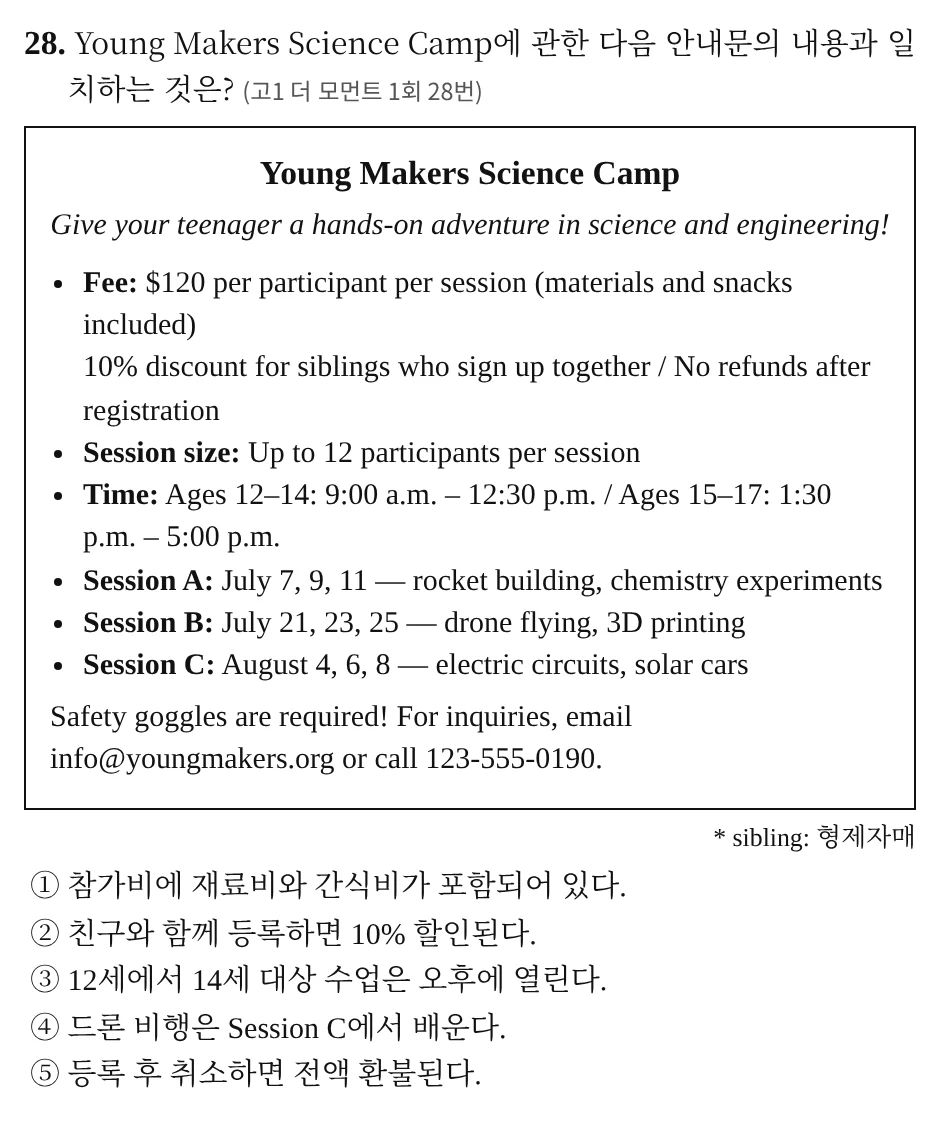 28. Young Makers Science Camp에 관한 다음 안내문의 내용과 일
치하는 것은? (고1 더 모먼트 1회 28번)
Young Makers Science Camp
Give your teenager a hands-on adventure in science and engineering!
• Fee: $120 per participant per session (materials and snacks
included)
10% discount for siblings who sign up together / No refunds after
registration
• Session size: Up to 12 participants per session
• Time: Ages 12–14: 9:00 a.m. – 12:30 p.m. / Ages 15–17: 1:30
p.m. – 5:00 p.m.
• Session A: July 7, 9, 11 — rocket building, chemistry experiments
• Session B: July 21, 23, 25 — drone flying, 3D printing
• Session C: August 4, 6, 8 — electric circuits, solar cars
Safety goggles are required! For inquiries, email
info@youngmakers.org or call 123-555-0190.
* sibling: 형제자매
① 참가비에 재료비와 간식비가 포함되어 있다.
② 친구와 함께 등록하면 10% 할인된다.
③ 12세에서 14세 대상 수업은 오후에 열린다.
④ 드론 비행은 Session C에서 배운다.
⑤ 등록 후 취소하면 전액 환불된다.